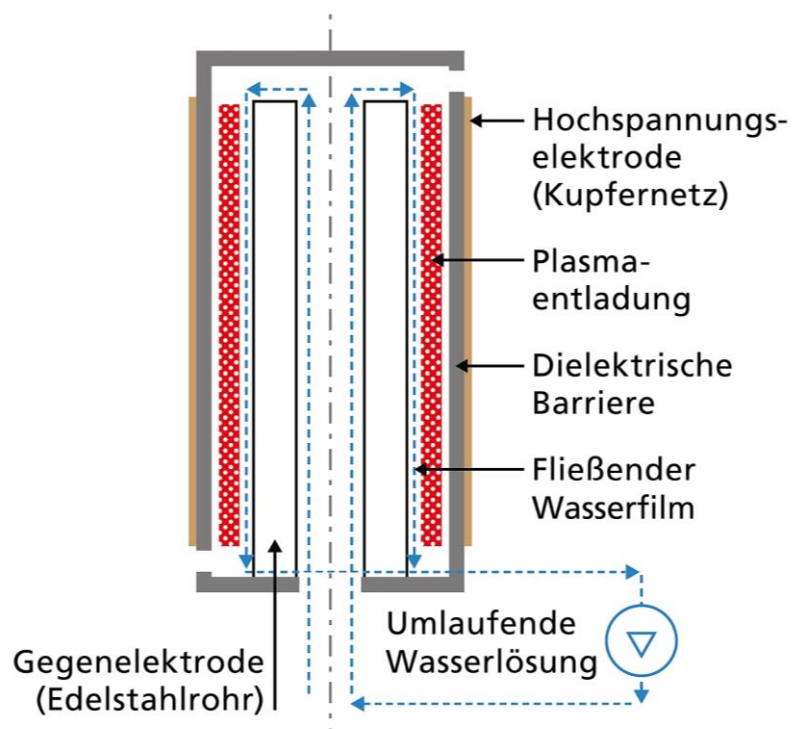 Hochspannungs-
elektrode
(Kupfernetz)
Plasma-
entladung
Dielektrische
Barriere
Fließender
Wasserfilm
Umlaufende
Wasserlösung
Gegenelektrode
(Edelstahlrohr)